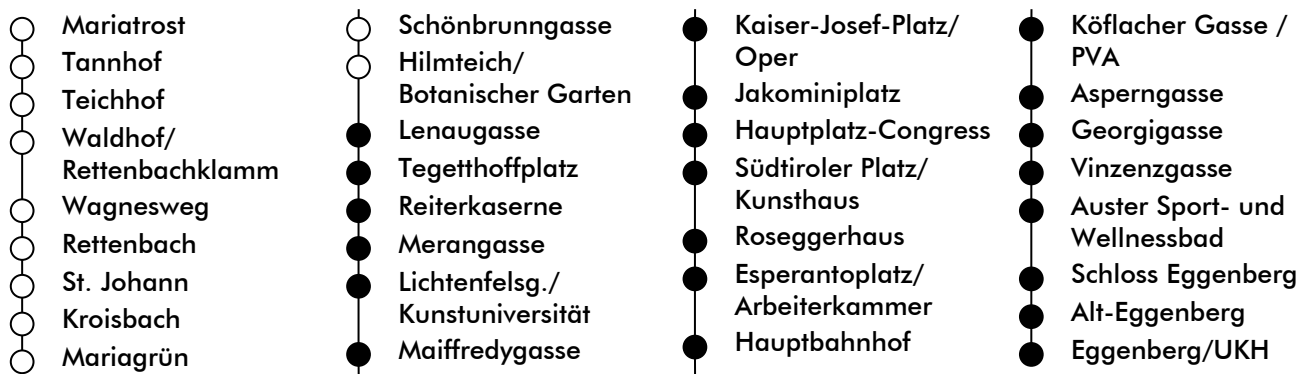 Mariatrost
Tannhof
Teichhof
Waldhof/
Rettenbachklamm
Wagnesweg
Rettenbach
St. Johann
Kroisbach
Mariagrün
Schönbrunngasse
Hilmteich/
Botanischer Garten
Lenaugasse
Tegetthoffplatz
Reiterkaserne
Merangasse
Lichtenfelsg./
Kunstuniversität
Maiffredygasse
Kaiser-Josef-Platz/
Oper
Jakominiplatz
Hauptplatz-Congress
Südtiroler Platz/
Kunsthaus
Roseggerhaus
Esperantoplatz/
Arbeiterkammer
Hauptbahnhof
Köflacher Gasse /
PVA
Asperngasse
Georgigasse
Vinzenzgasse
Auster Sport- und
Wellnessbad
Schloss Eggenberg
Alt-Eggenberg
Eggenberg/UKH